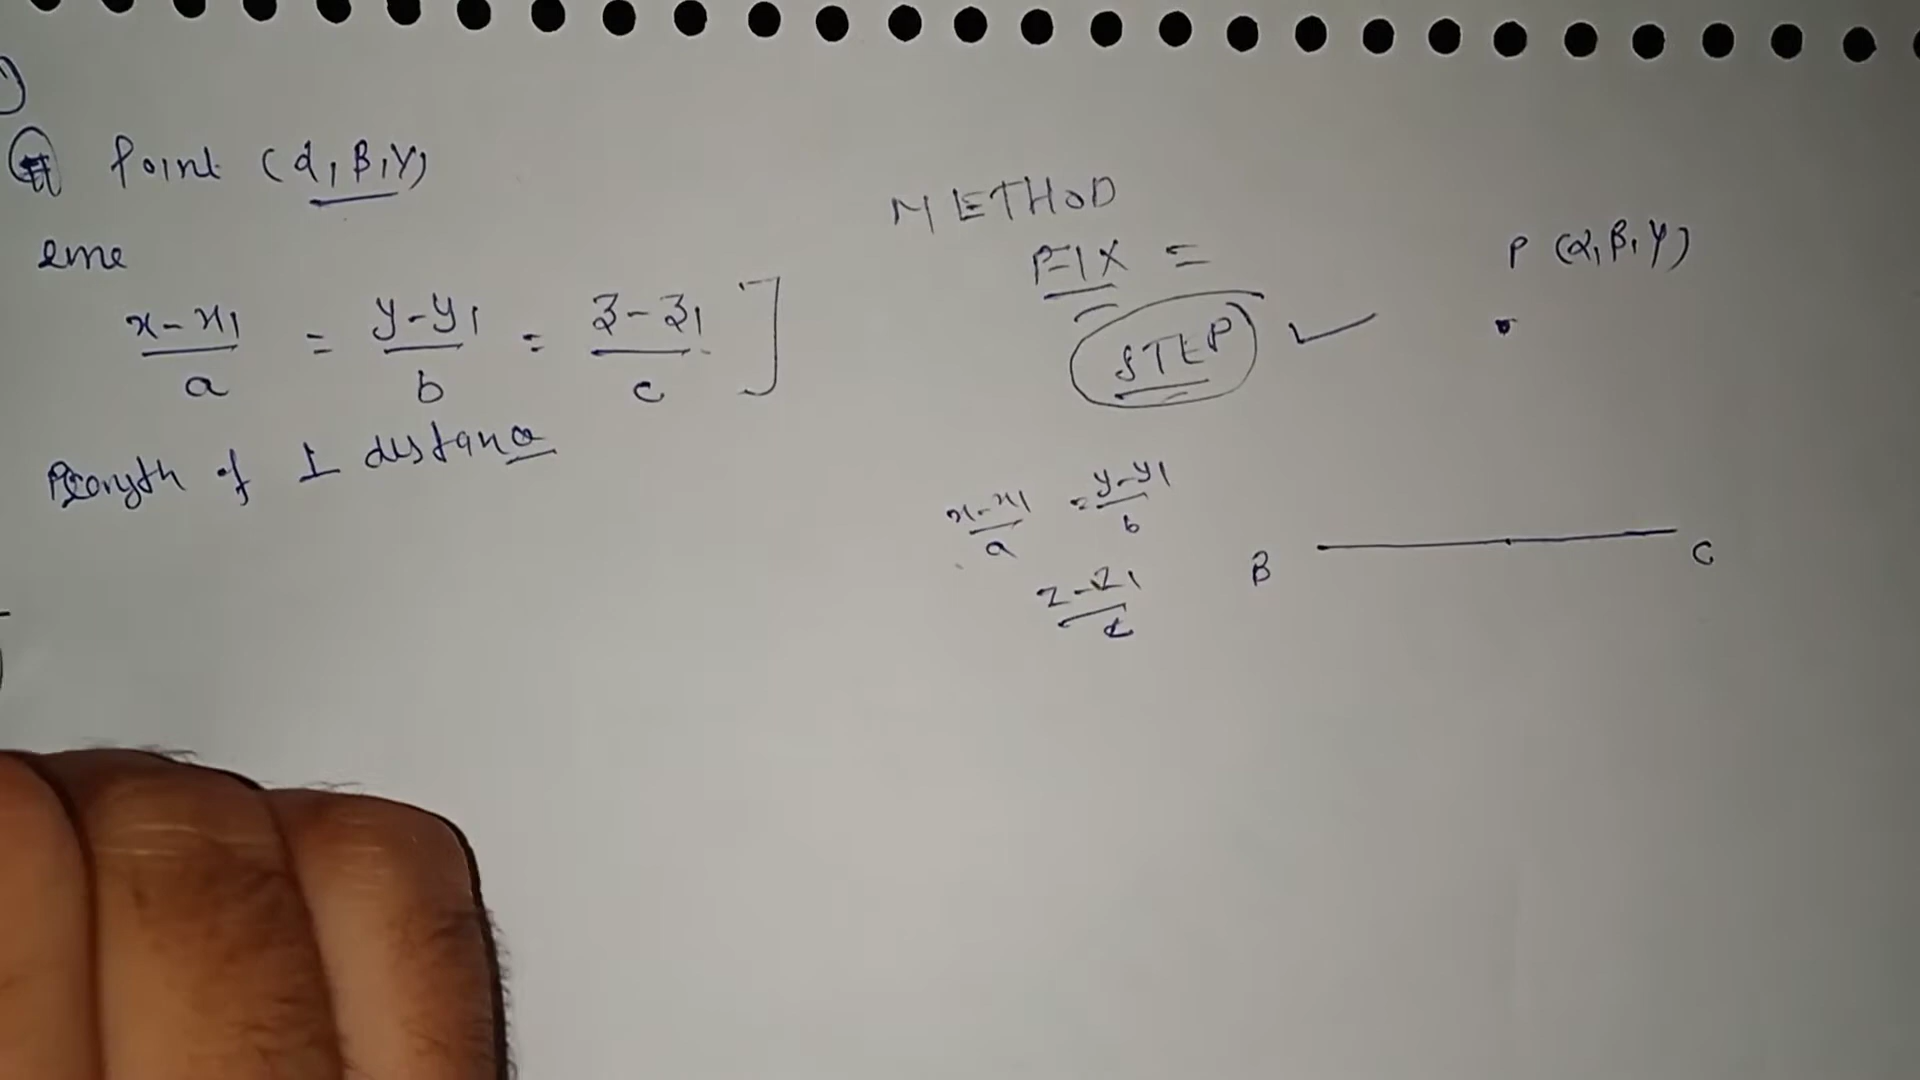 Point (α, β, γ)
line
x-x1/a = y-y1/b = z-z1/c ]
Length of ⊥ distance
METHOD
FIX =
STEP ✓
P (α, β, γ)
x-x1/a = y-y1/b
z-z1/c
B C